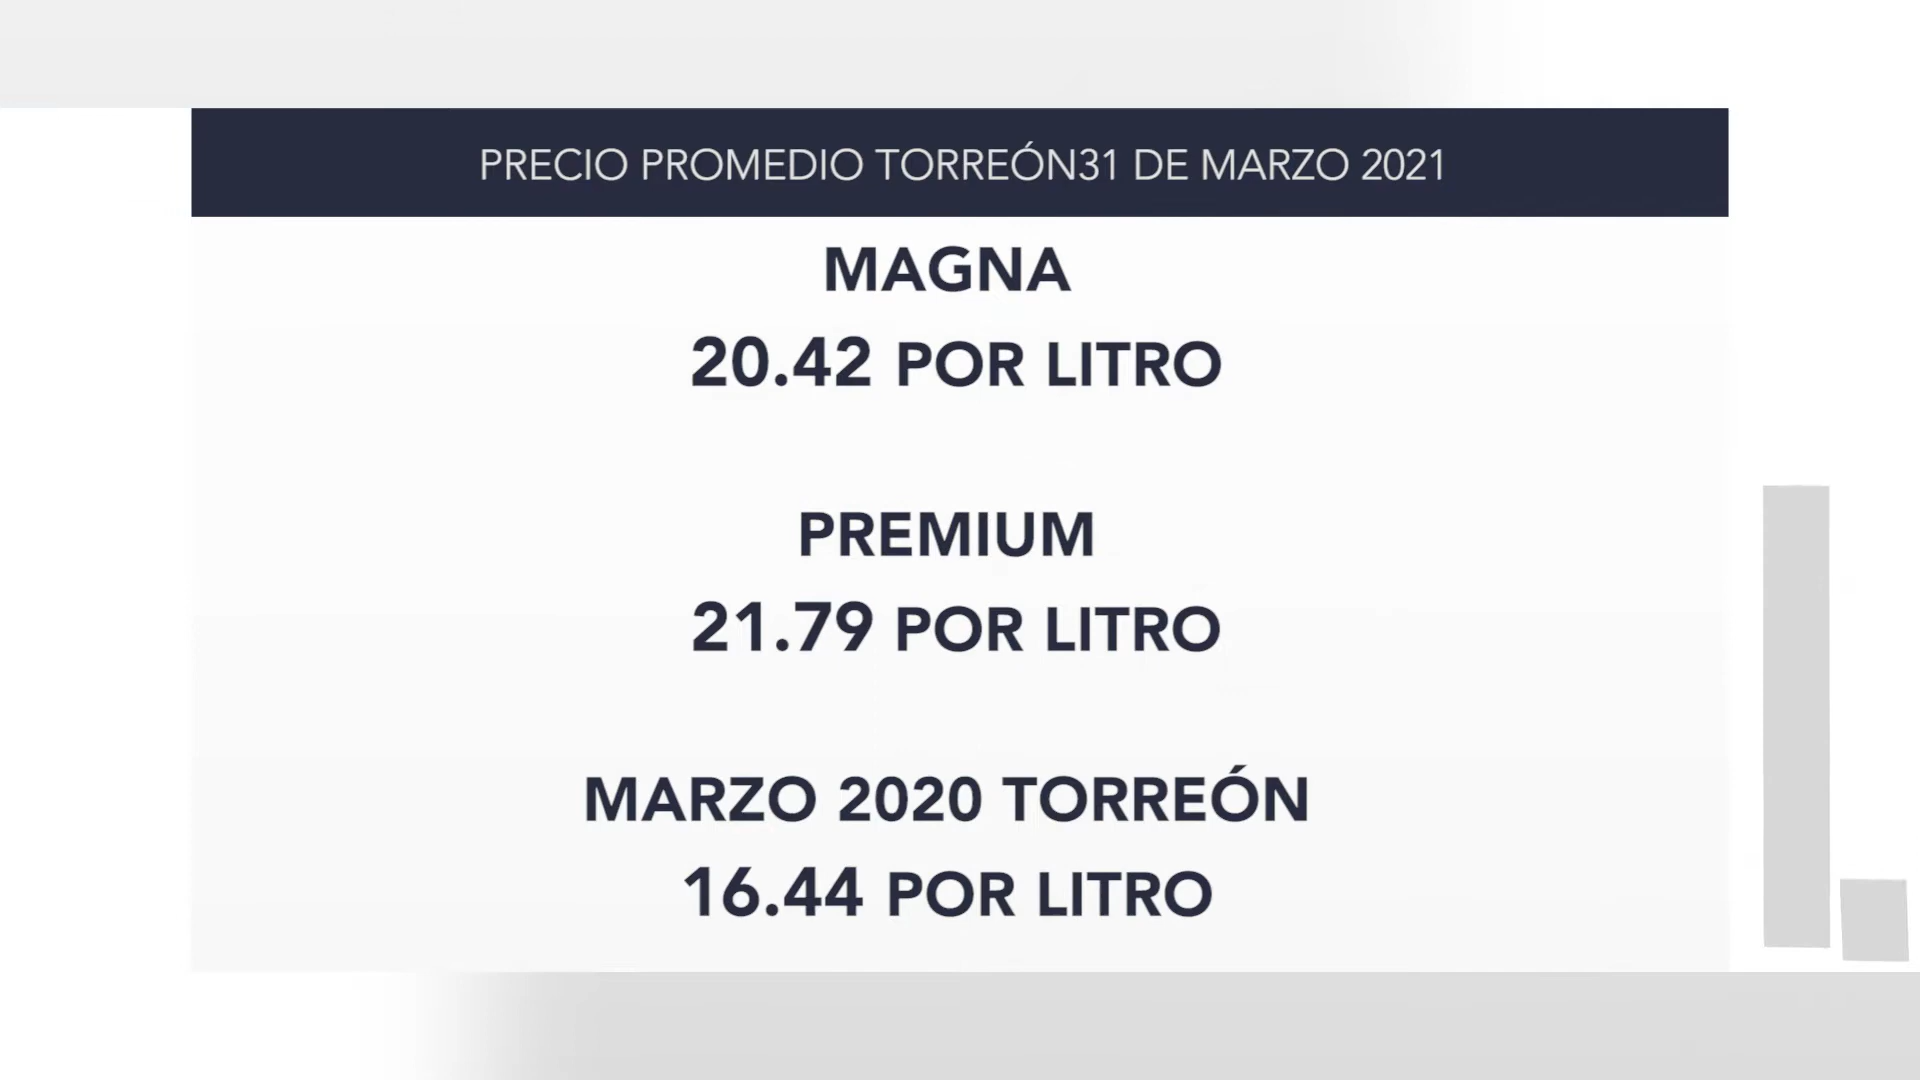 PRECIO PROMEDIO TORREÓN31 DE MARZO 2021
MAGNA
20.42 POR LITRO
PREMIUM
21.79 POR LITRO
MARZO 2020 TORREÓN
16.44 POR LITRO